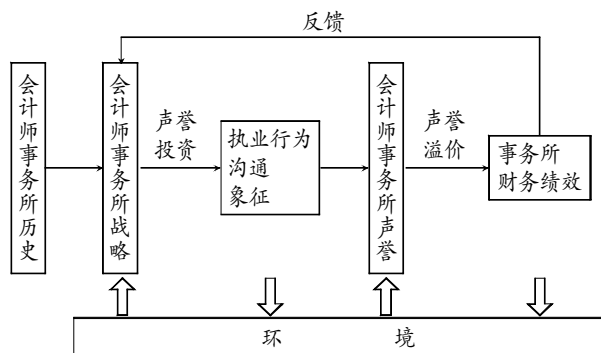 反馈
会计师事务所历史
会计师事务所战略
声誉
投资
执业行为
沟通
象征
会计师事务所声誉
声誉
溢价
事务所
财务绩效
环 境